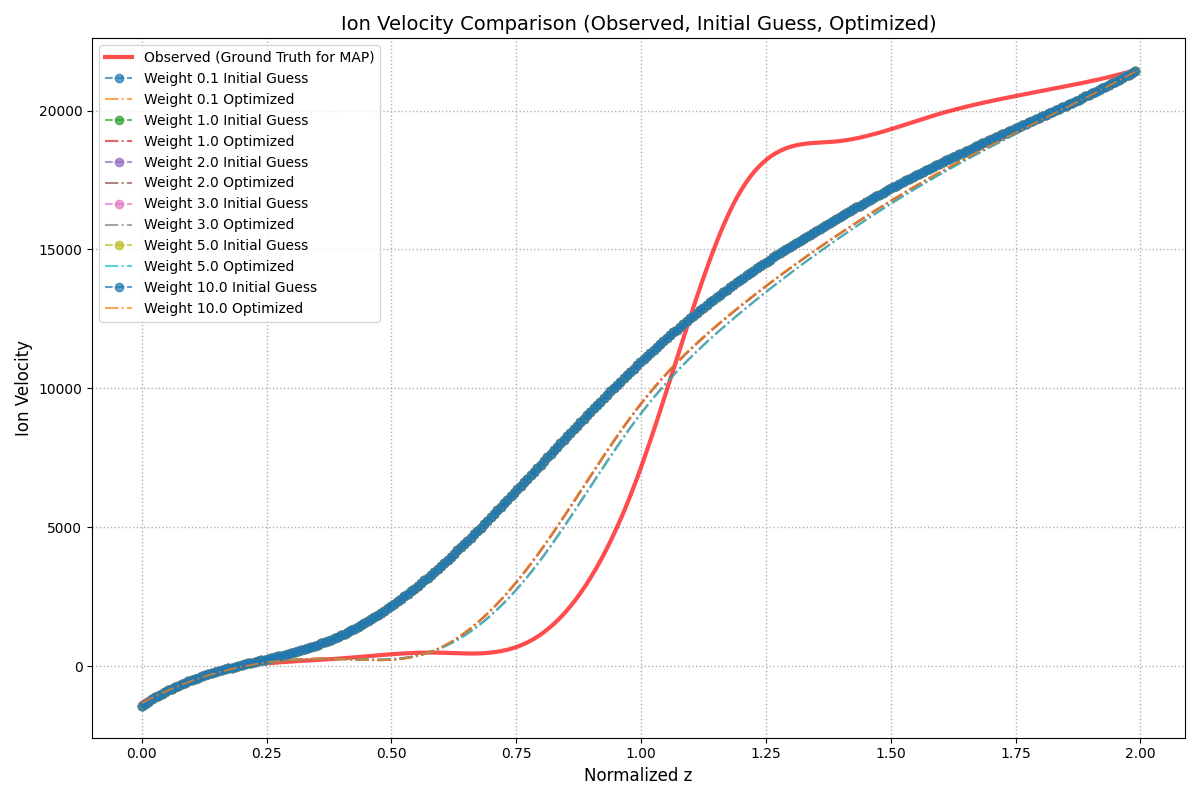 Ion Velocity Comparison (Observed, Initial Guess, Optimized)
Observed (Ground Truth for MAP)
Weight 0.1 Initial Guess
Weight 0.1 Optimized
Weight 1.0 Initial Guess
Weight 1.0 Optimized
Weight 2.0 Initial Guess
Weight 2.0 Optimized
Weight 3.0 Initial Guess
Weight 3.0 Optimized
Weight 5.0 Initial Guess
Weight 5.0 Optimized
Weight 10.0 Initial Guess
Weight 10.0 Optimized
Ion Velocity
20000
15000
10000
5000
0
0.00 0.25 0.50 0.75 1.00 1.25 1.50 1.75 2.00
Normalized z